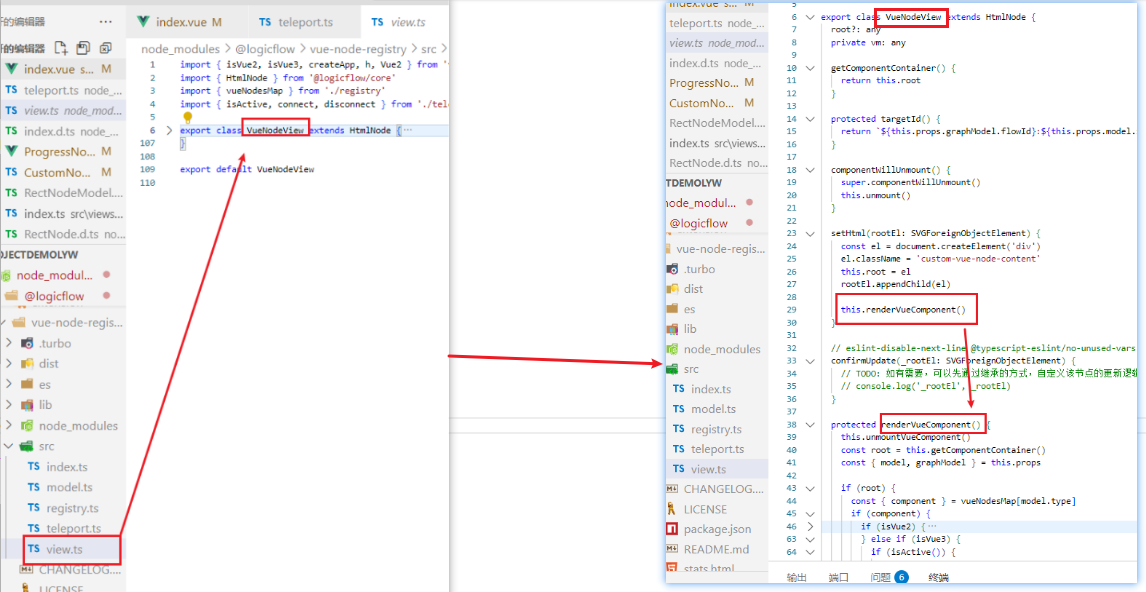 的编辑器
index.vue M
TS teleport.ts
TS view.ts
的编辑器
node_modules > @logicflow > vue-node-registry > src >
index.vue s... M
TS teleport.ts node_...
TS view.ts node_mod...
TS index.d.ts node_...
ProgressNo... M
TS CustomNo... M
TS RectNodeModel....
TS index.ts src\views...
TS RectNode.d.ts no...
OJECTDEMOLYW
node_modul...
@logicflow
vue-node-regis...
.turbo
dist
es
lib
node_modules
src
TS index.ts
TS model.ts
TS registry.ts
TS teleport.ts
TS view.ts
CHANGELOG....
LICENSE
1 import { isVue2, isVue3, createApp, h, Vue2 } from '
2 import { HtmlNode } from '@logicflow/core'
3 import { vueNodesMap } from './registry'
4 import { isActive, connect, disconnect } from './tele
5
6 export class VueNodeView extends HtmlNode {···
107 }
108
109 export default VueNodeView
110
index.vue s... M
teleport.ts node_...
view.ts node_mod...
index.d.ts node_...
ProgressNo... M
CustomNo... M
RectNodeModel....
index.ts src\views...
RectNode.d.ts no...
TDEMOLYW
node_modul...
@logicflow
vue-node-regis...
.turbo
dist
es
lib
node_modules
src
TS index.ts
TS model.ts
TS registry.ts
TS teleport.ts
TS view.ts
CHANGELOG....
LICENSE
package.json
README.md
stats.html
5
6 export class VueNodeView extends HtmlNode {
7 root?: any
8 private vm: any
9
10 getComponentContainer() {
11 return this.root
12 }
13
14 protected targetId() {
15 return `${this.props.graphModel.flowId}:${this.props.model.
16 }
17
18 componentWillUnmount() {
19 super.componentWillUnmount()
20 this.unmount()
21 }
22
23 setHtml(rootEl: SVGForeignObjectElement) {
24 const el = document.createElement('div')
25 el.className = 'custom-vue-node-content'
26 this.root = el
27 rootEl.appendChild(el)
28
29 this.renderVueComponent()
30 }
31
32 // eslint-disable-next-line @typescript-eslint/no-unused-vars
33 confirmUpdate(_rootEl: SVGForeignObjectElement) {
34 // TODO: 如有需要，可以先通过继承的方式，自定义该节点的更新逻辑
35 // console.log('_rootEl', _rootEl)
36 }
37
38 protected renderVueComponent() {
39 this.unmountVueComponent()
40 const root = this.getComponentContainer()
41 const { model, graphModel } = this.props
42
43 if (root) {
44 const { component } = vueNodesMap[model.type]
45 if (component) {
46 if (isVue2) {···
63 } else if (isVue3) {
64 if (isActive()) {
输出 端口 问题 6 终端